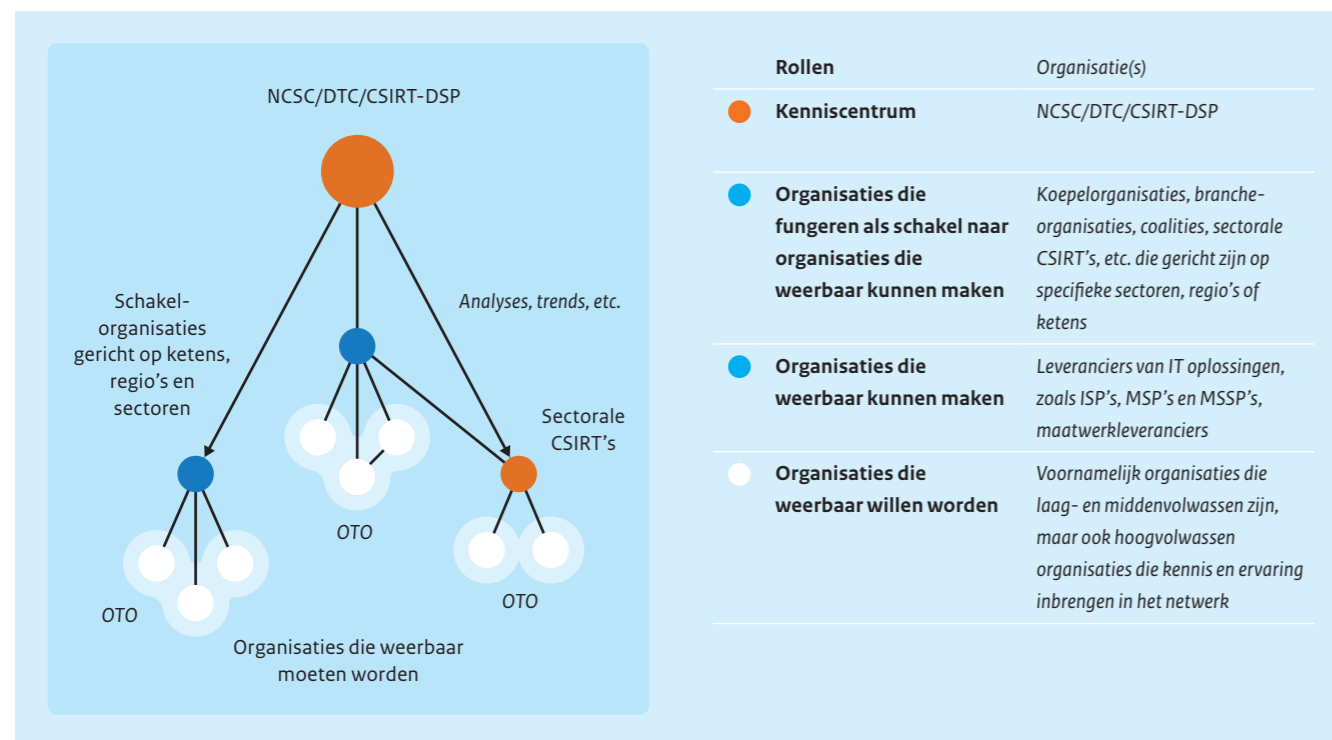 NCSC/DTC/CSIRT-DSP
Schakel-
organisaties
gericht op ketens,
regio's en
sectoren
Analyses, trends, etc.
Sectorale
CSIRT's
OTO
OTO
OTO
Organisaties die weerbaar
moeten worden
Rollen
Organisatie(s)
Kenniscentrum
NCSC/DTC/CSIRT-DSP
Organisaties die
fungeren als schakel naar
organisaties die
weerbaar kunnen maken
Koepelorganisaties, branche-
organisaties, coalities, sectorale
CSIRT's, etc. die gericht zijn op
specifieke sectoren, regio's of
ketens
Organisaties die
weerbaar kunnen maken
Leveranciers van IT oplossingen,
zoals ISP's, MSP's en MSSP's,
maatwerkleveranciers
Organisaties die
weerbaar willen worden
Voornamelijk organisaties die
laag- en middenvolwassen zijn,
maar ook hoogvolwassen
organisaties die kennis en ervaring
inbrengen in het netwerk